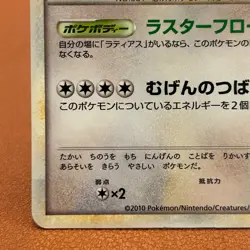 ポケボディー ラスターフロー
自分の場に「ラティアス」がいるなら、このポケモン
なくなる。
むげんのつば
このポケモンについているエネルギーを2個
たかい ちのうを もち にんげんの ことばを りかいす
あらそいを きらう やさしい ポケモンだ。
弱点 抵抗力
×2
©2010 Pokémon/Nintendo/Creatures/